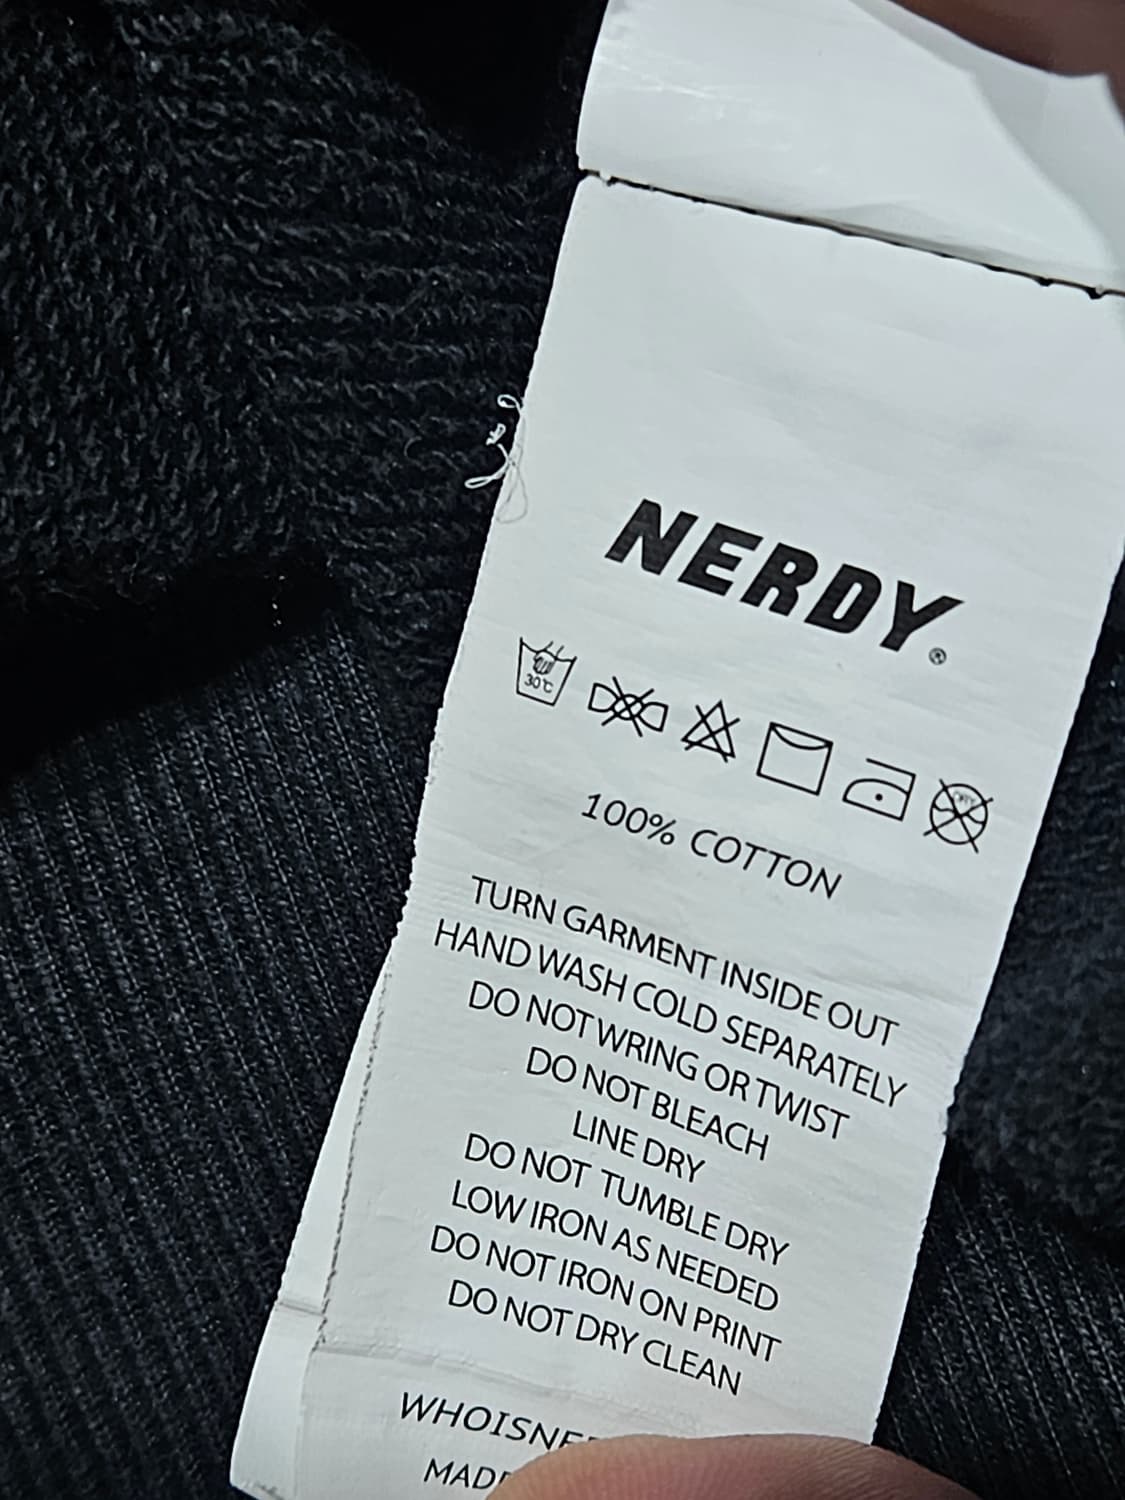 NERDY®
30℃
DRY
100% COTTON
TURN GARMENT INSIDE OUT
HAND WASH COLD SEPARATELY
DO NOT WRING OR TWIST
DO NOT BLEACH
LINE DRY
DO NOT TUMBLE DRY
LOW IRON AS NEEDED
DO NOT IRON ON PRINT
DO NOT DRY CLEAN